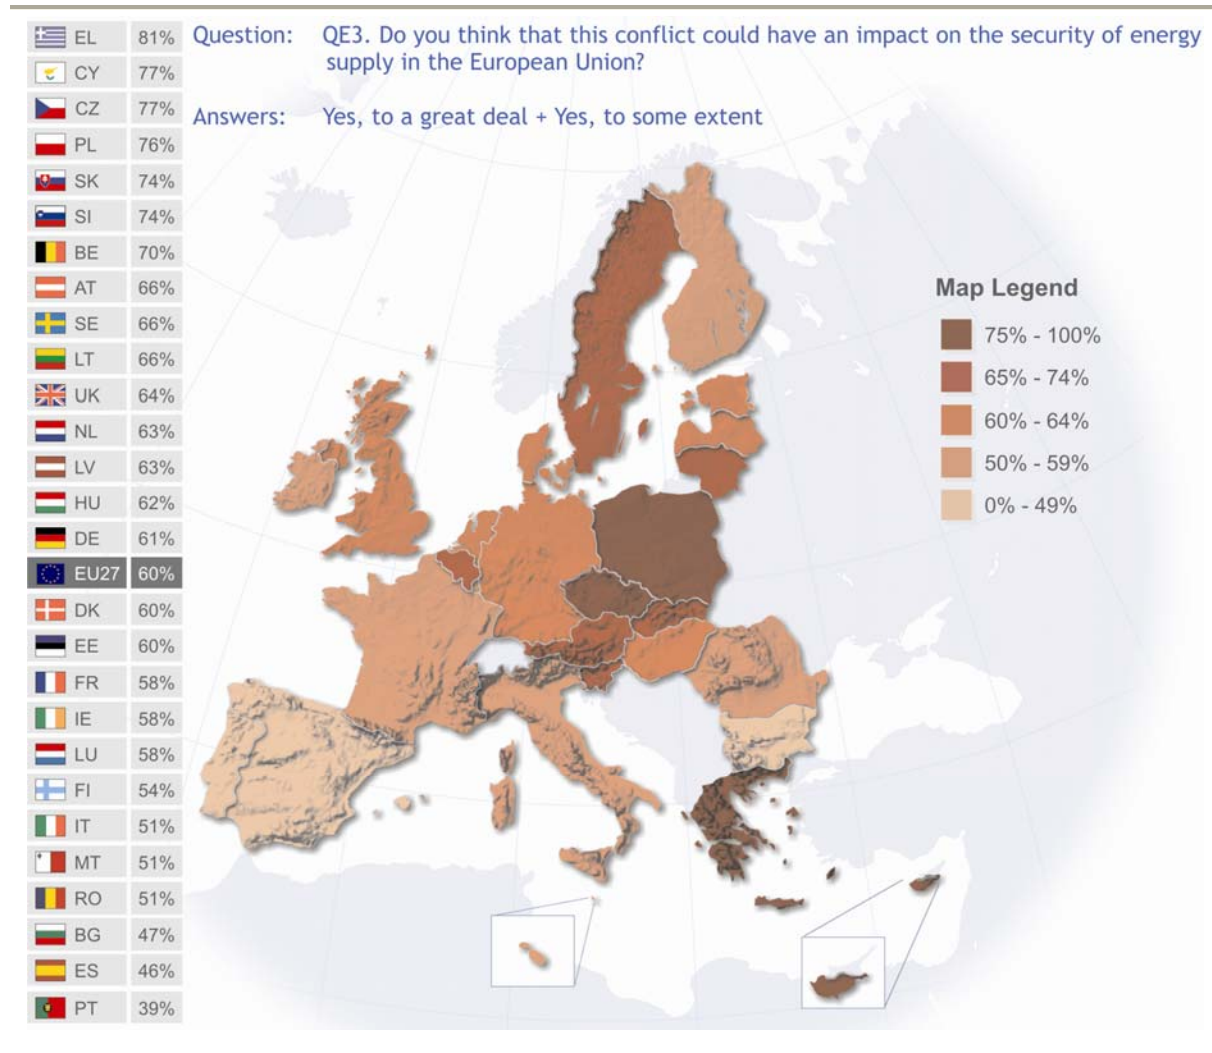 Question: QE3. Do you think that this conflict could have an impact on the security of energy
supply in the European Union?
Answers: Yes, to a great deal + Yes, to some extent
EL 81%
CY 77%
CZ 77%
PL 76%
SK 74%
SI 74%
BE 70%
AT 66%
SE 66%
LT 66%
UK 64%
NL 63%
LV 63%
HU 62%
DE 61%
EU27 60%
DK 60%
EE 60%
FR 58%
IE 58%
LU 58%
FI 54%
IT 51%
MT 51%
RO 51%
BG 47%
ES 46%
PT 39%
Map Legend
75% - 100%
65% - 74%
60% - 64%
50% - 59%
0% - 49%